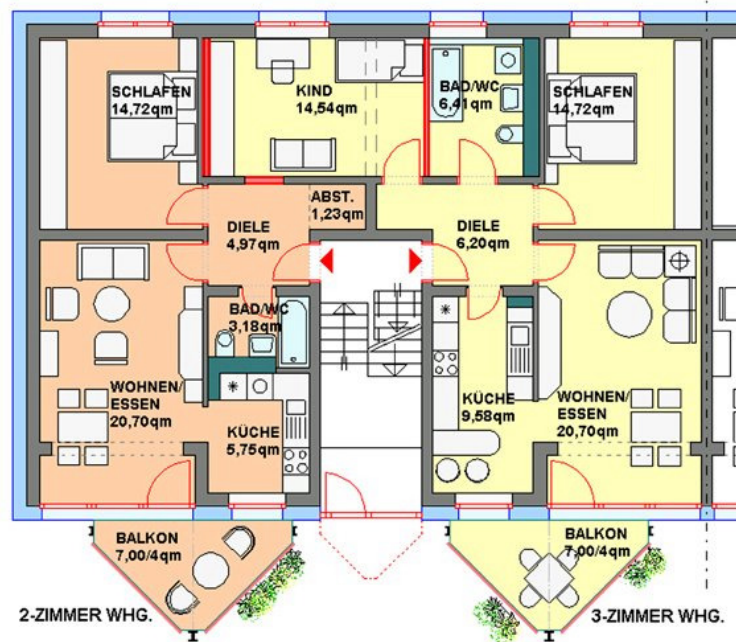 SCHLAFEN
14,72qm
KIND
14,54qm
BAD/WC
6,41qm
SCHLAFEN
14,72qm
ABST.
1,23qm
DIELE
4,97qm
DIELE
6,20qm
BAD/WC
3,18qm
WOHNEN/
ESSEN
20,70qm
KÜCHE
5,75qm
KÜCHE
9,58qm
WOHNEN/
ESSEN
20,70qm
BALKON
7,00/4qm
BALKON
7,00/4qm
2-ZIMMER WHG.
3-ZIMMER WHG.